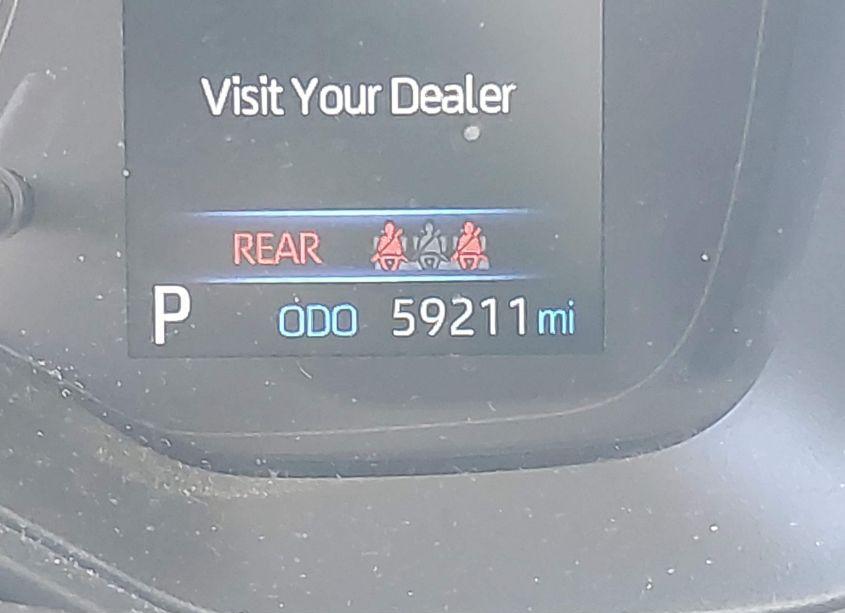 Visit Your Dealer
REAR
P ODO 59211 mi